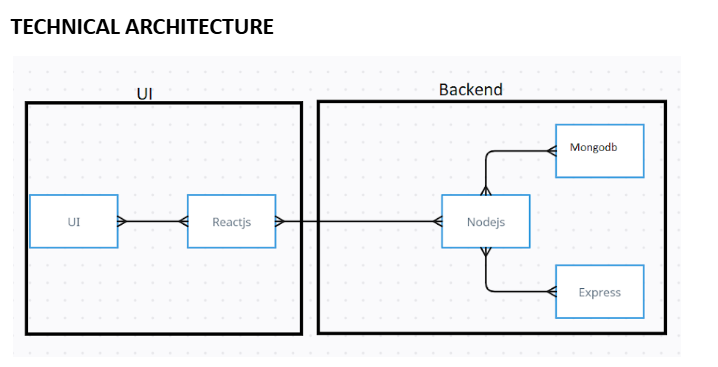 TECHNICAL ARCHITECTURE
UI
Backend
Mongodb
UI
Reactjs
Nodejs
Express